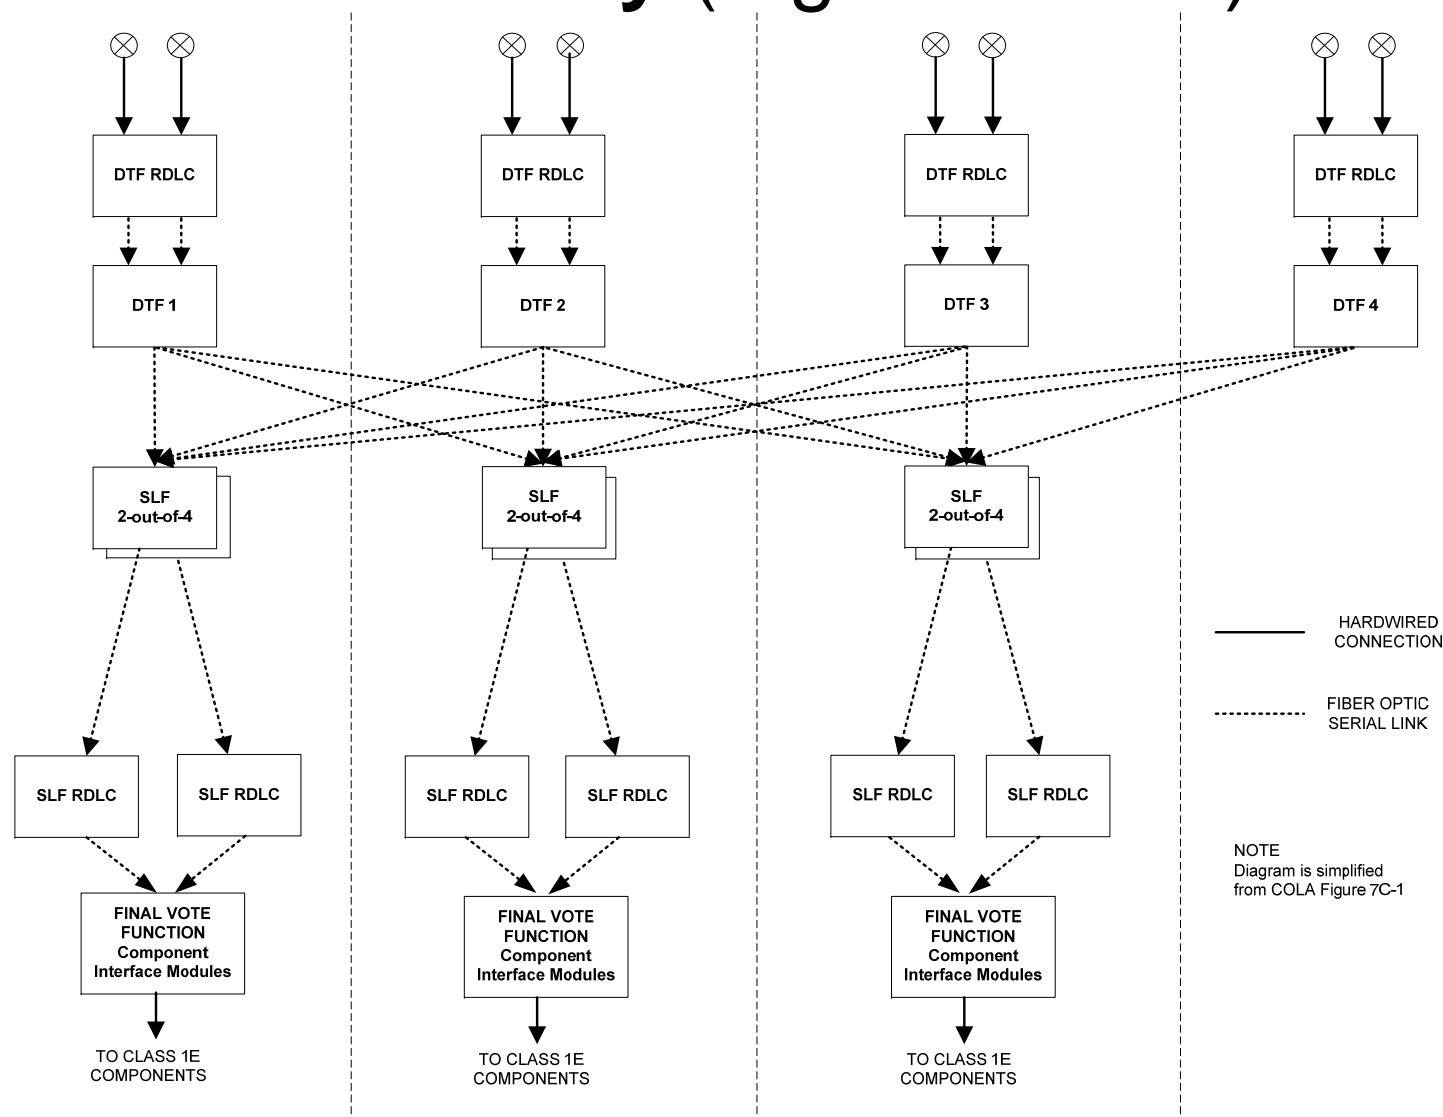 DTF RDLC
DTF RDLC
DTF RDLC
DTF RDLC
DTF 1
DTF 2
DTF 3
DTF 4
SLF
2-out-of-4
SLF
2-out-of-4
SLF
2-out-of-4
HARDWIRED
CONNECTION
FIBER OPTIC
SERIAL LINK
SLF RDLC
SLF RDLC
SLF RDLC
SLF RDLC
SLF RDLC
SLF RDLC
NOTE
Diagram is simplified
from COLA Figure 7C-1
FINAL VOTE
FUNCTION
Component
Interface Modules
FINAL VOTE
FUNCTION
Component
Interface Modules
FINAL VOTE
FUNCTION
Component
Interface Modules
TO CLASS 1E
COMPONENTS
TO CLASS 1E
COMPONENTS
TO CLASS 1E
COMPONENTS